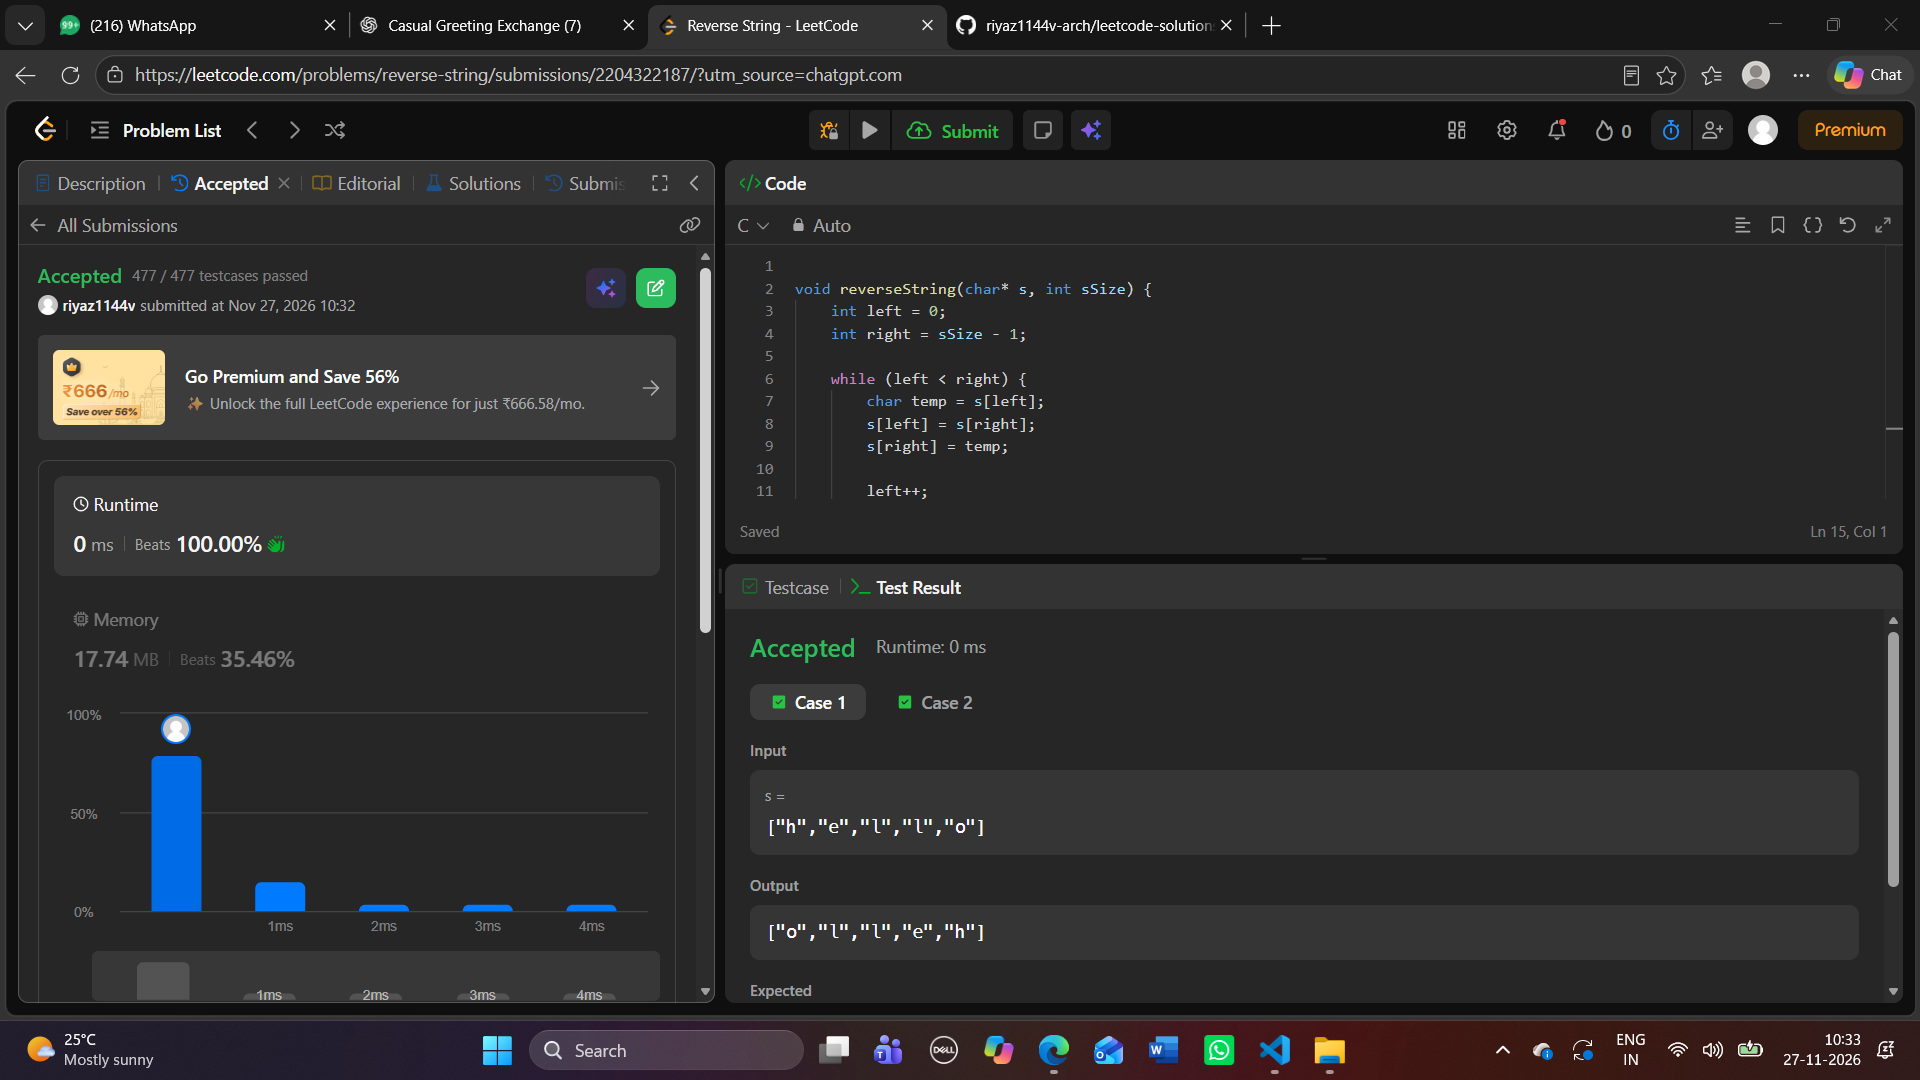 (216) WhatsApp
Casual Greeting Exchange (7)
Reverse String - LeetCode
riyaz1144v-arch/leetcode-solution
https://leetcode.com/problems/reverse-string/submissions/2204322187/?utm_source=chatgpt.com
Chat
Problem List
Submit
0
Premium
Description
Accepted
Editorial
Solutions
Submis
All Submissions
Accepted 477 / 477 testcases passed
riyaz1144v submitted at Nov 27, 2026 10:32
₹666/mo
Save over 56%
Go Premium and Save 56%
✨ Unlock the full LeetCode experience for just ₹666.58/mo.
Runtime
0 ms Beats 100.00%
Memory
17.74 MB Beats 35.46%
100%
50%
0%
1ms 2ms 3ms 4ms
1ms 2ms 3ms 4ms
</> Code
C Auto
1
2 void reverseString(char* s, int sSize) {
3 int left = 0;
4 int right = sSize - 1;
5
6 while (left < right) {
7 char temp = s[left];
8 s[left] = s[right];
9 s[right] = temp;
10
11 left++;
Saved
Ln 15, Col 1
Testcase
Test Result
Accepted Runtime: 0 ms
Case 1
Case 2
Input
s =
["h","e","l","l","o"]
Output
["o","l","l","e","h"]
Expected
25°C
Mostly sunny
Search
DELL
ENG
IN
10:33
27-11-2026